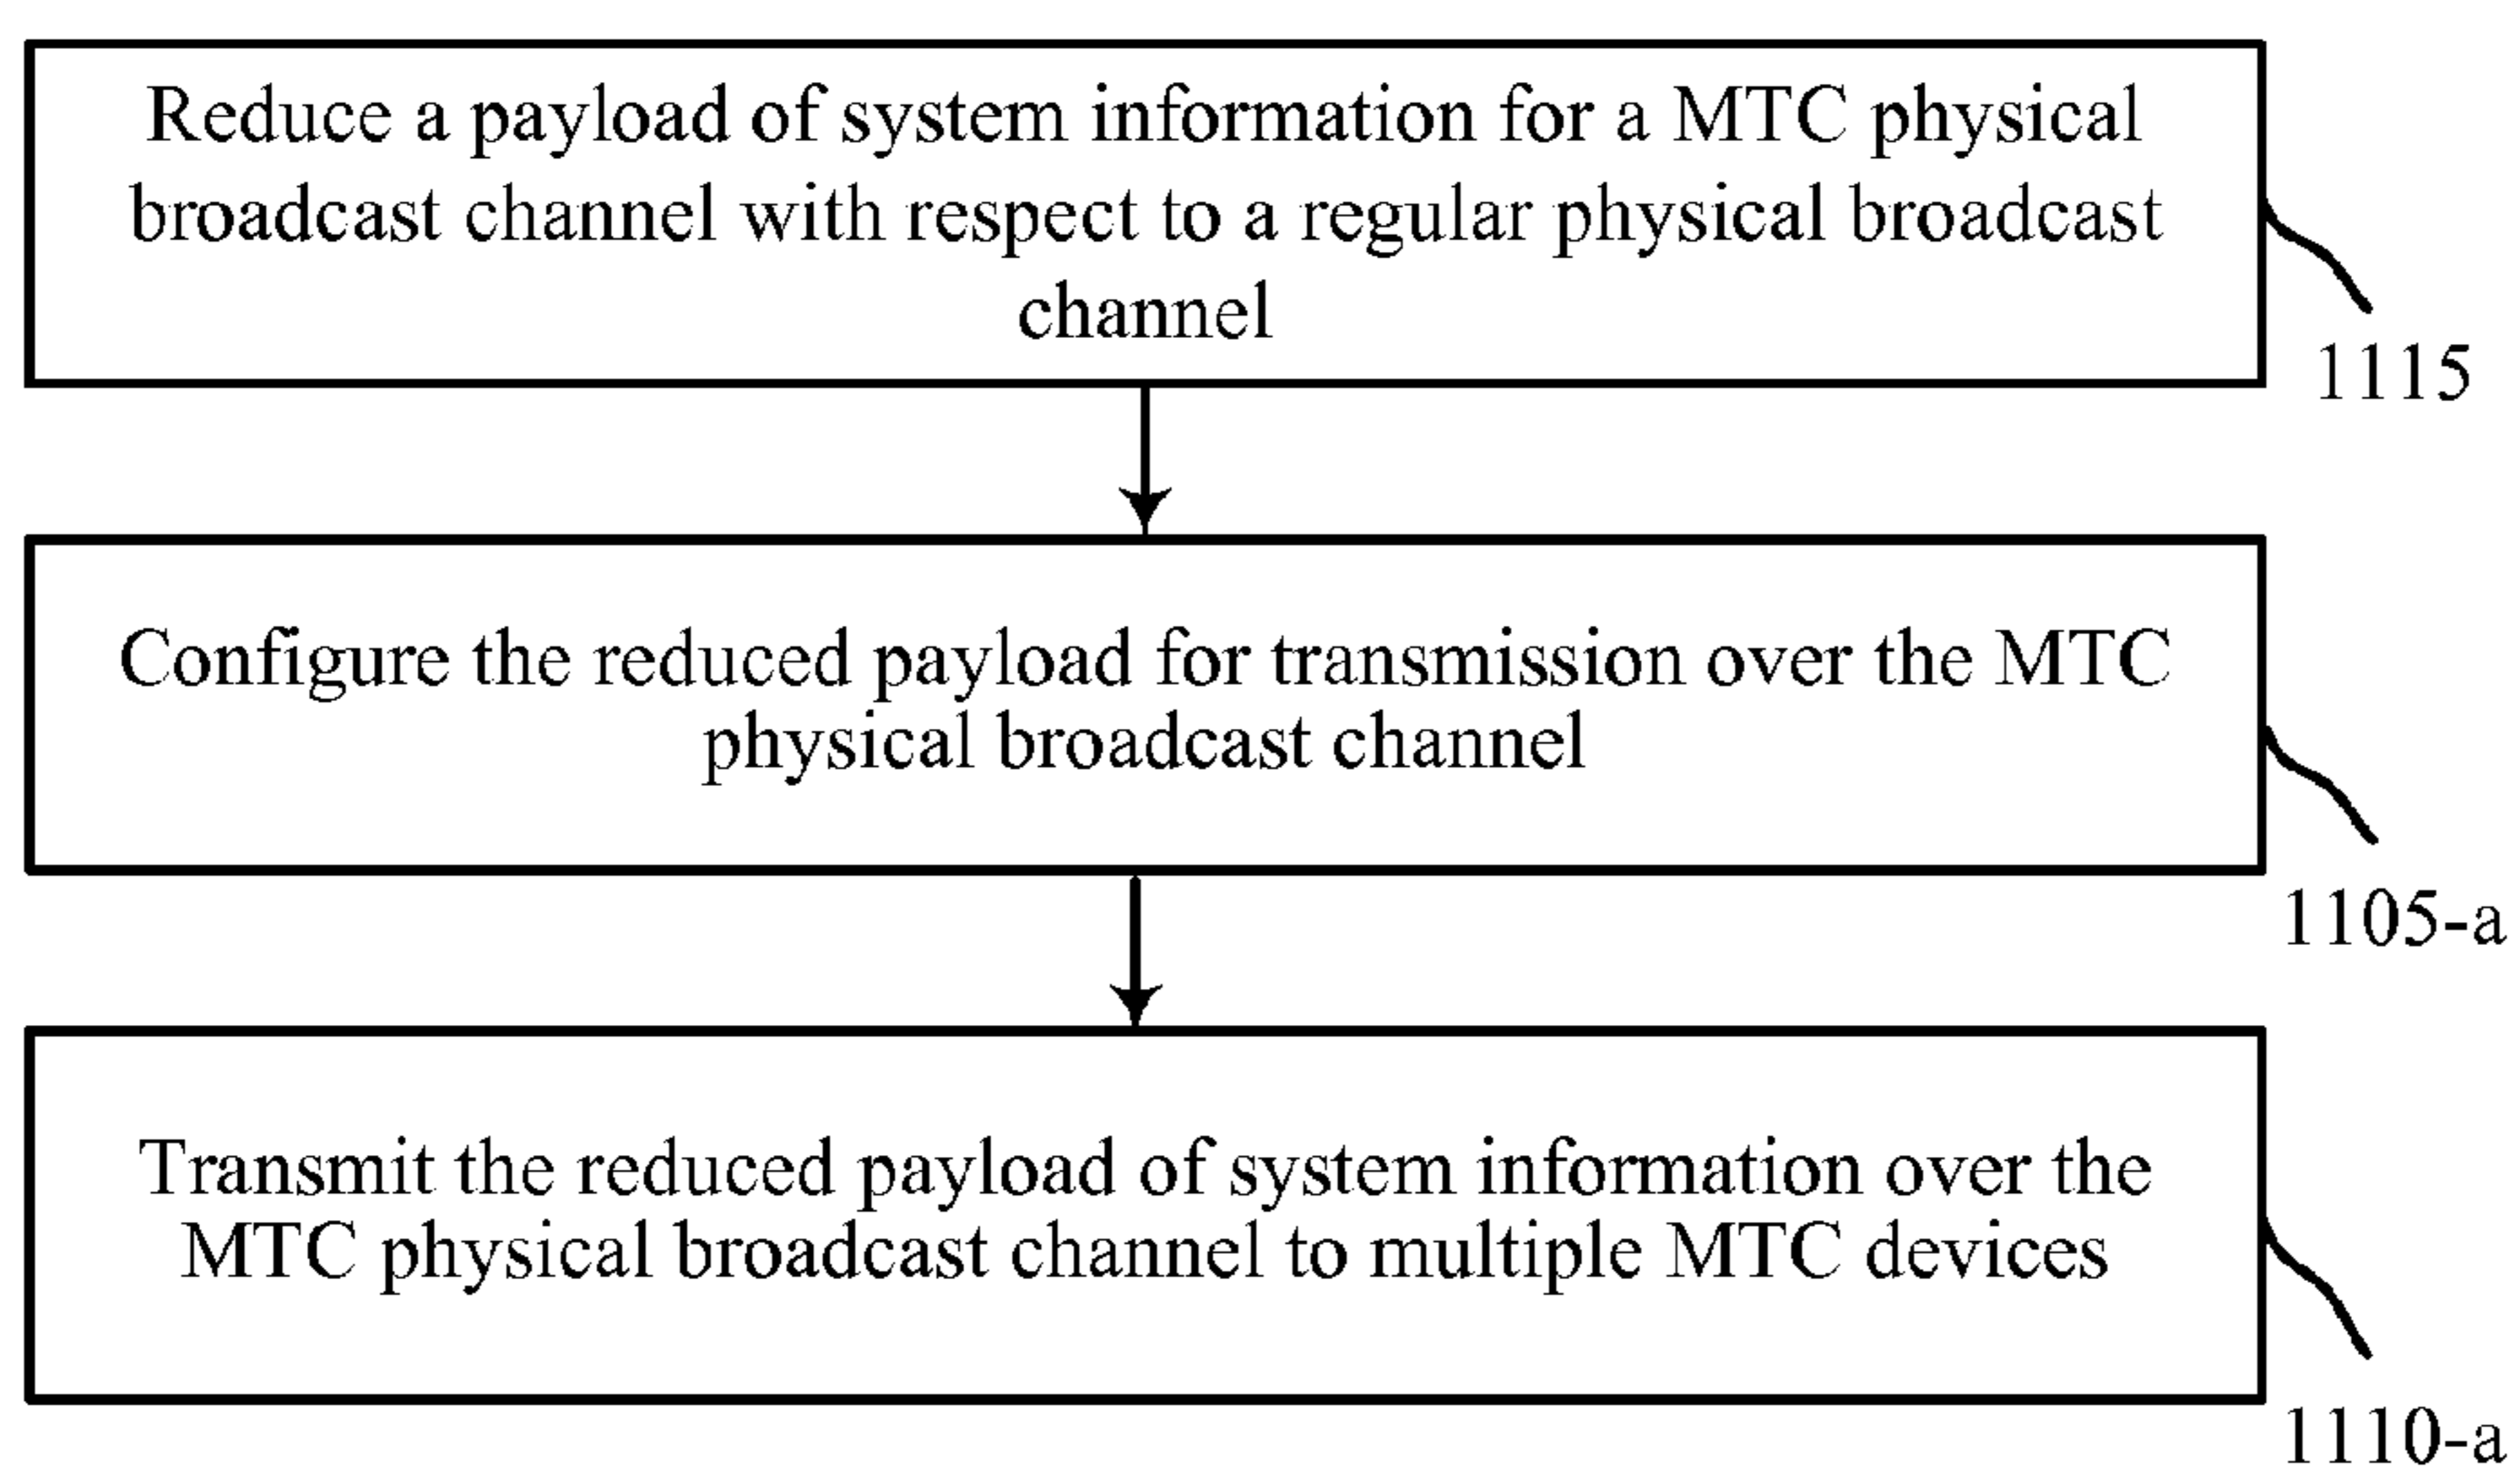 Reduce a payload of system information for a MTC physical
broadcast channel with respect to a regular physical broadcast
channel
1115
Configure the reduced payload for transmission over the MTC
physical broadcast channel
1105-a
Transmit the reduced payload of system information over the
MTC physical broadcast channel to multiple MTC devices
1110-a